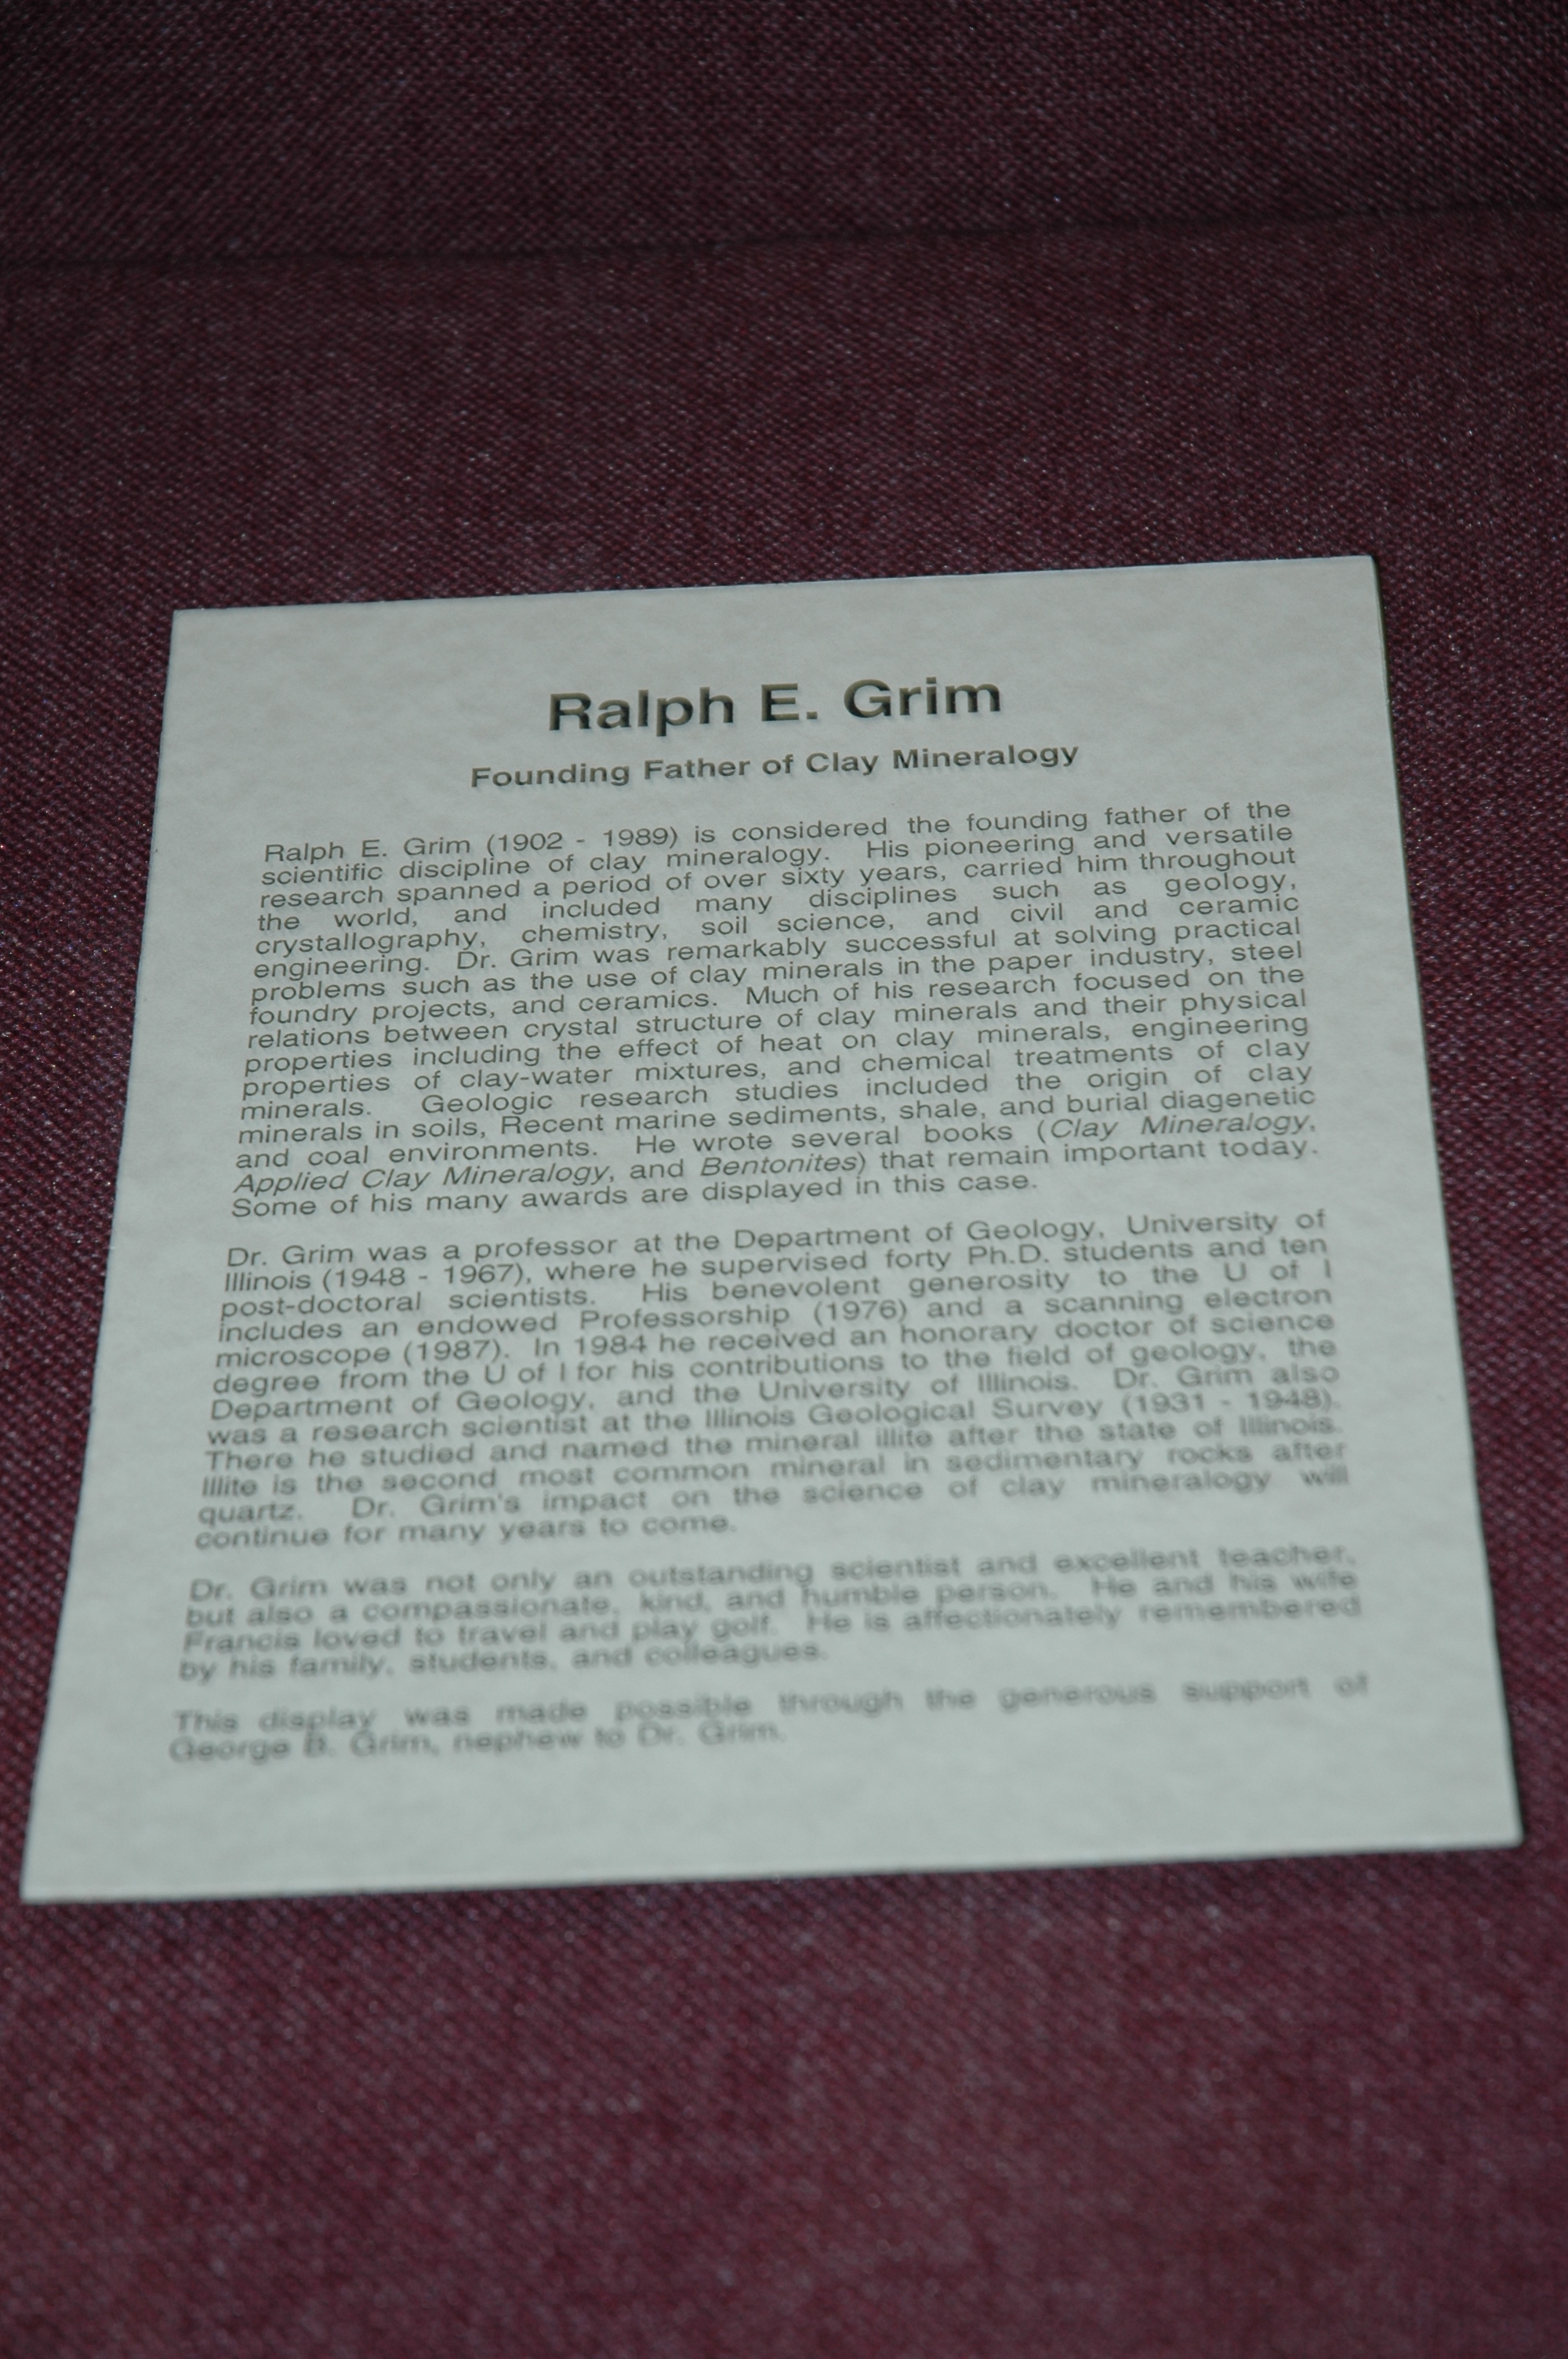 Ralph E. Grim
Founding Father of Clay Mineralogy
Ralph E. Grim (1902 - 1989) is considered the founding father of the
scientific discipline of clay mineralogy. His pioneering and versatile
research spanned a period of over sixty years, carried him throughout
the world, and included many disciplines such as geology,
crystallography, chemistry, soil science, and civil and ceramic
engineering. Dr. Grim was remarkably successful at solving practical
problems such as the use of clay minerals in the paper industry, steel
foundry projects, and ceramics. Much of his research focused on the
relations between crystal structure of clay minerals and their physical
properties including the effect of heat on clay minerals, engineering
properties of clay-water mixtures, and chemical treatments of clay
minerals. Geologic research studies included the origin of clay
minerals in soils, Recent marine sediments, shale, and burial diagenetic
and coal environments. He wrote several books (Clay Mineralogy,
Applied Clay Mineralogy, and Bentonites) that remain important today.
Some of his many awards are displayed in this case.
Dr. Grim was a professor at the Department of Geology, University of
Illinois (1948 - 1967), where he supervised forty Ph.D. students and ten
post-doctoral scientists. His benevolent generosity to the U of I
includes an endowed Professorship (1976) and a scanning electron
microscope (1987). In 1984 he received an honorary doctor of science
degree from the U of I for his contributions to the field of geology, the
Department of Geology, and the University of Illinois. Dr. Grim also
was a research scientist at the Illinois Geological Survey (1931 - 1948).
There he studied and named the mineral illite after the state of Illinois.
Illite is the second most common mineral in sedimentary rocks after
quartz. Dr. Grim's impact on the science of clay mineralogy will
continue for many years to come.
Dr. Grim was not only an outstanding scientist and excellent teacher,
but also a compassionate, kind, and humble person. He and his wife
Francis loved to travel and play golf. He is affectionately remembered
by his family, students, and colleagues.
This display was made possible through the generous support of
George B. Grim, nephew to Dr. Grim.